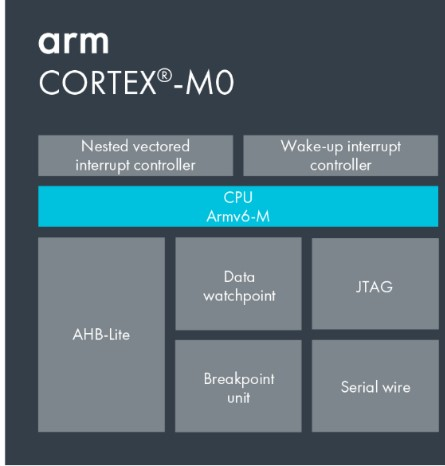 arm
CORTEX®-M0
Nested vectored
interrupt controller
Wake-up interrupt
controller
CPU
Armv6-M
AHB-Lite
Data
watchpoint
JTAG
Breakpoint
unit
Serial wire